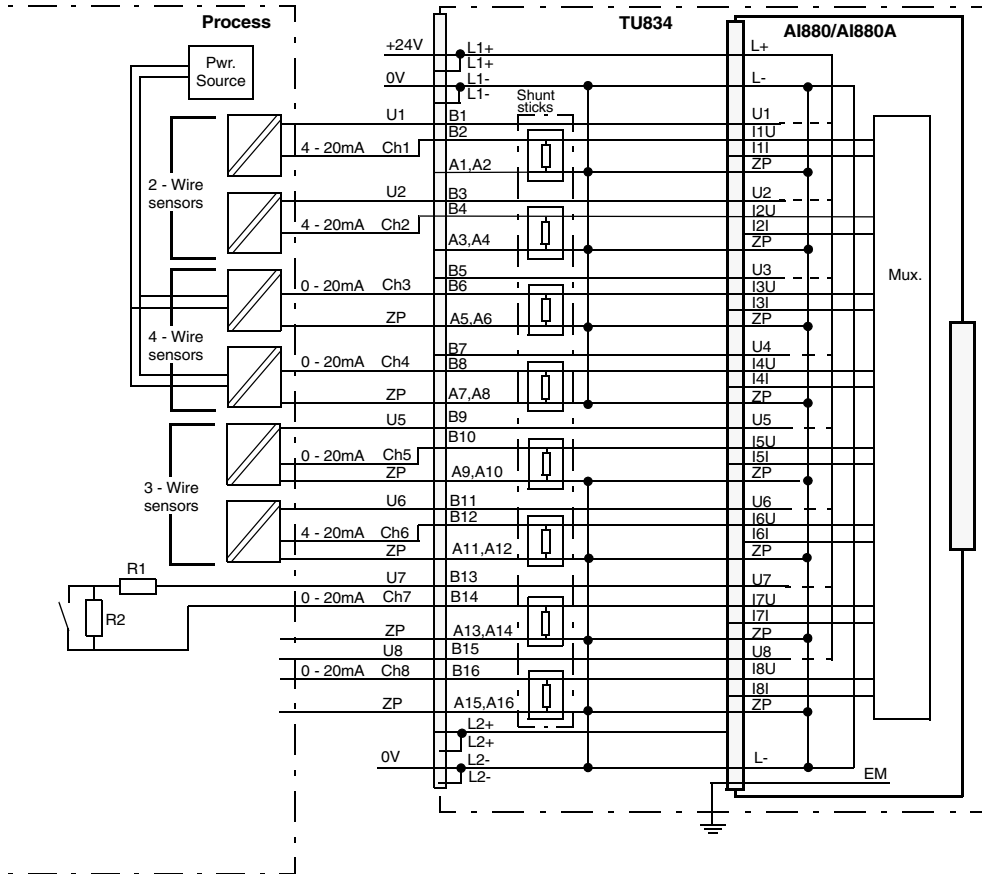 Process
TU834
AI880/AI880A
Pwr.
Source
+24V
L1+
L1+
L+
0V
L1-
L1-
L-
Shunt
sticks
U1
B1
U1
B2
I1U
4 - 20mA
Ch1
I1I
A1,A2
ZP
2 - Wire
sensors
U2
B3
U2
B4
I2U
4 - 20mA
Ch2
I2I
A3,A4
ZP
B5
U3
Mux.
0 - 20mA
Ch3
B6
I3U
I3I
ZP
A5,A6
ZP
4 - Wire
sensors
B7
U4
0 - 20mA
Ch4
B8
I4U
I4I
ZP
A7,A8
ZP
U5
B9
U5
B10
I5U
0 - 20mA
Ch5
I5I
ZP
A9,A10
ZP
3 - Wire
sensors
U6
B11
U6
B12
I6U
4 - 20mA
Ch6
I6I
ZP
A11,A12
ZP
R1
U7
B13
U7
0 - 20mA
Ch7
B14
I7U
R2
I7I
ZP
A13,A14
ZP
U8
B15
U8
0 - 20mA
Ch8
B16
I8U
I8I
ZP
A15,A16
ZP
L2+
L2+
0V
L2-
L2-
L-
EM